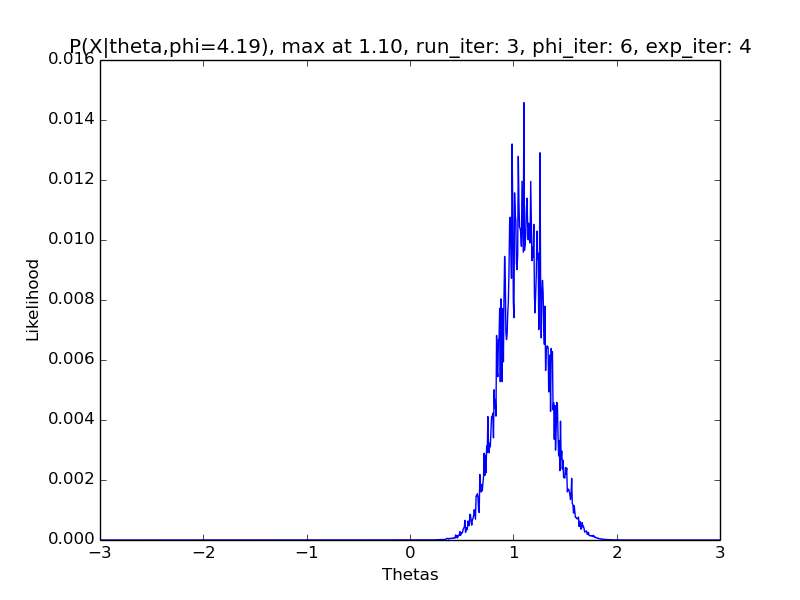 P(X|theta,phi=4.19), max at 1.10, run_iter: 3, phi_iter: 6, exp_iter: 4
0.016
0.014
0.012
0.010
0.008
0.006
0.004
0.002
0.000
Likelihood
−3 −2 −1 0 1 2 3
Thetas